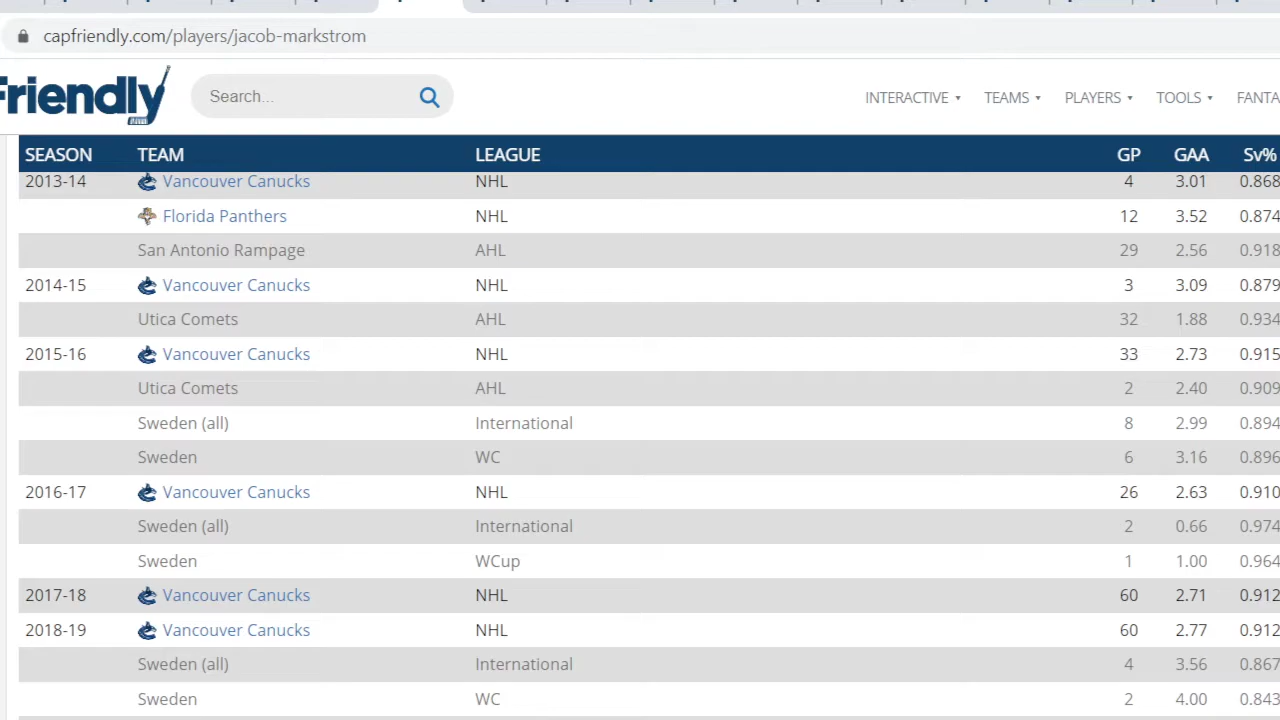 capfriendly.com/players/jacob-markstrom
Friendly Search... INTERACTIVE TEAMS PLAYERS TOOLS FANTA
SEASON TEAM LEAGUE GP GAA Sv%
2013-14 Vancouver Canucks NHL 4 3.01 0.868
Florida Panthers NHL 12 3.52 0.874
San Antonio Rampage AHL 29 2.56 0.918
2014-15 Vancouver Canucks NHL 3 3.09 0.879
Utica Comets AHL 32 1.88 0.934
2015-16 Vancouver Canucks NHL 33 2.73 0.915
Utica Comets AHL 2 2.40 0.909
Sweden (all) International 8 2.99 0.894
Sweden WC 6 3.16 0.896
2016-17 Vancouver Canucks NHL 26 2.63 0.910
Sweden (all) International 2 0.66 0.974
Sweden WCup 1 1.00 0.964
2017-18 Vancouver Canucks NHL 60 2.71 0.912
2018-19 Vancouver Canucks NHL 60 2.77 0.912
Sweden (all) International 4 3.56 0.867
Sweden WC 2 4.00 0.843